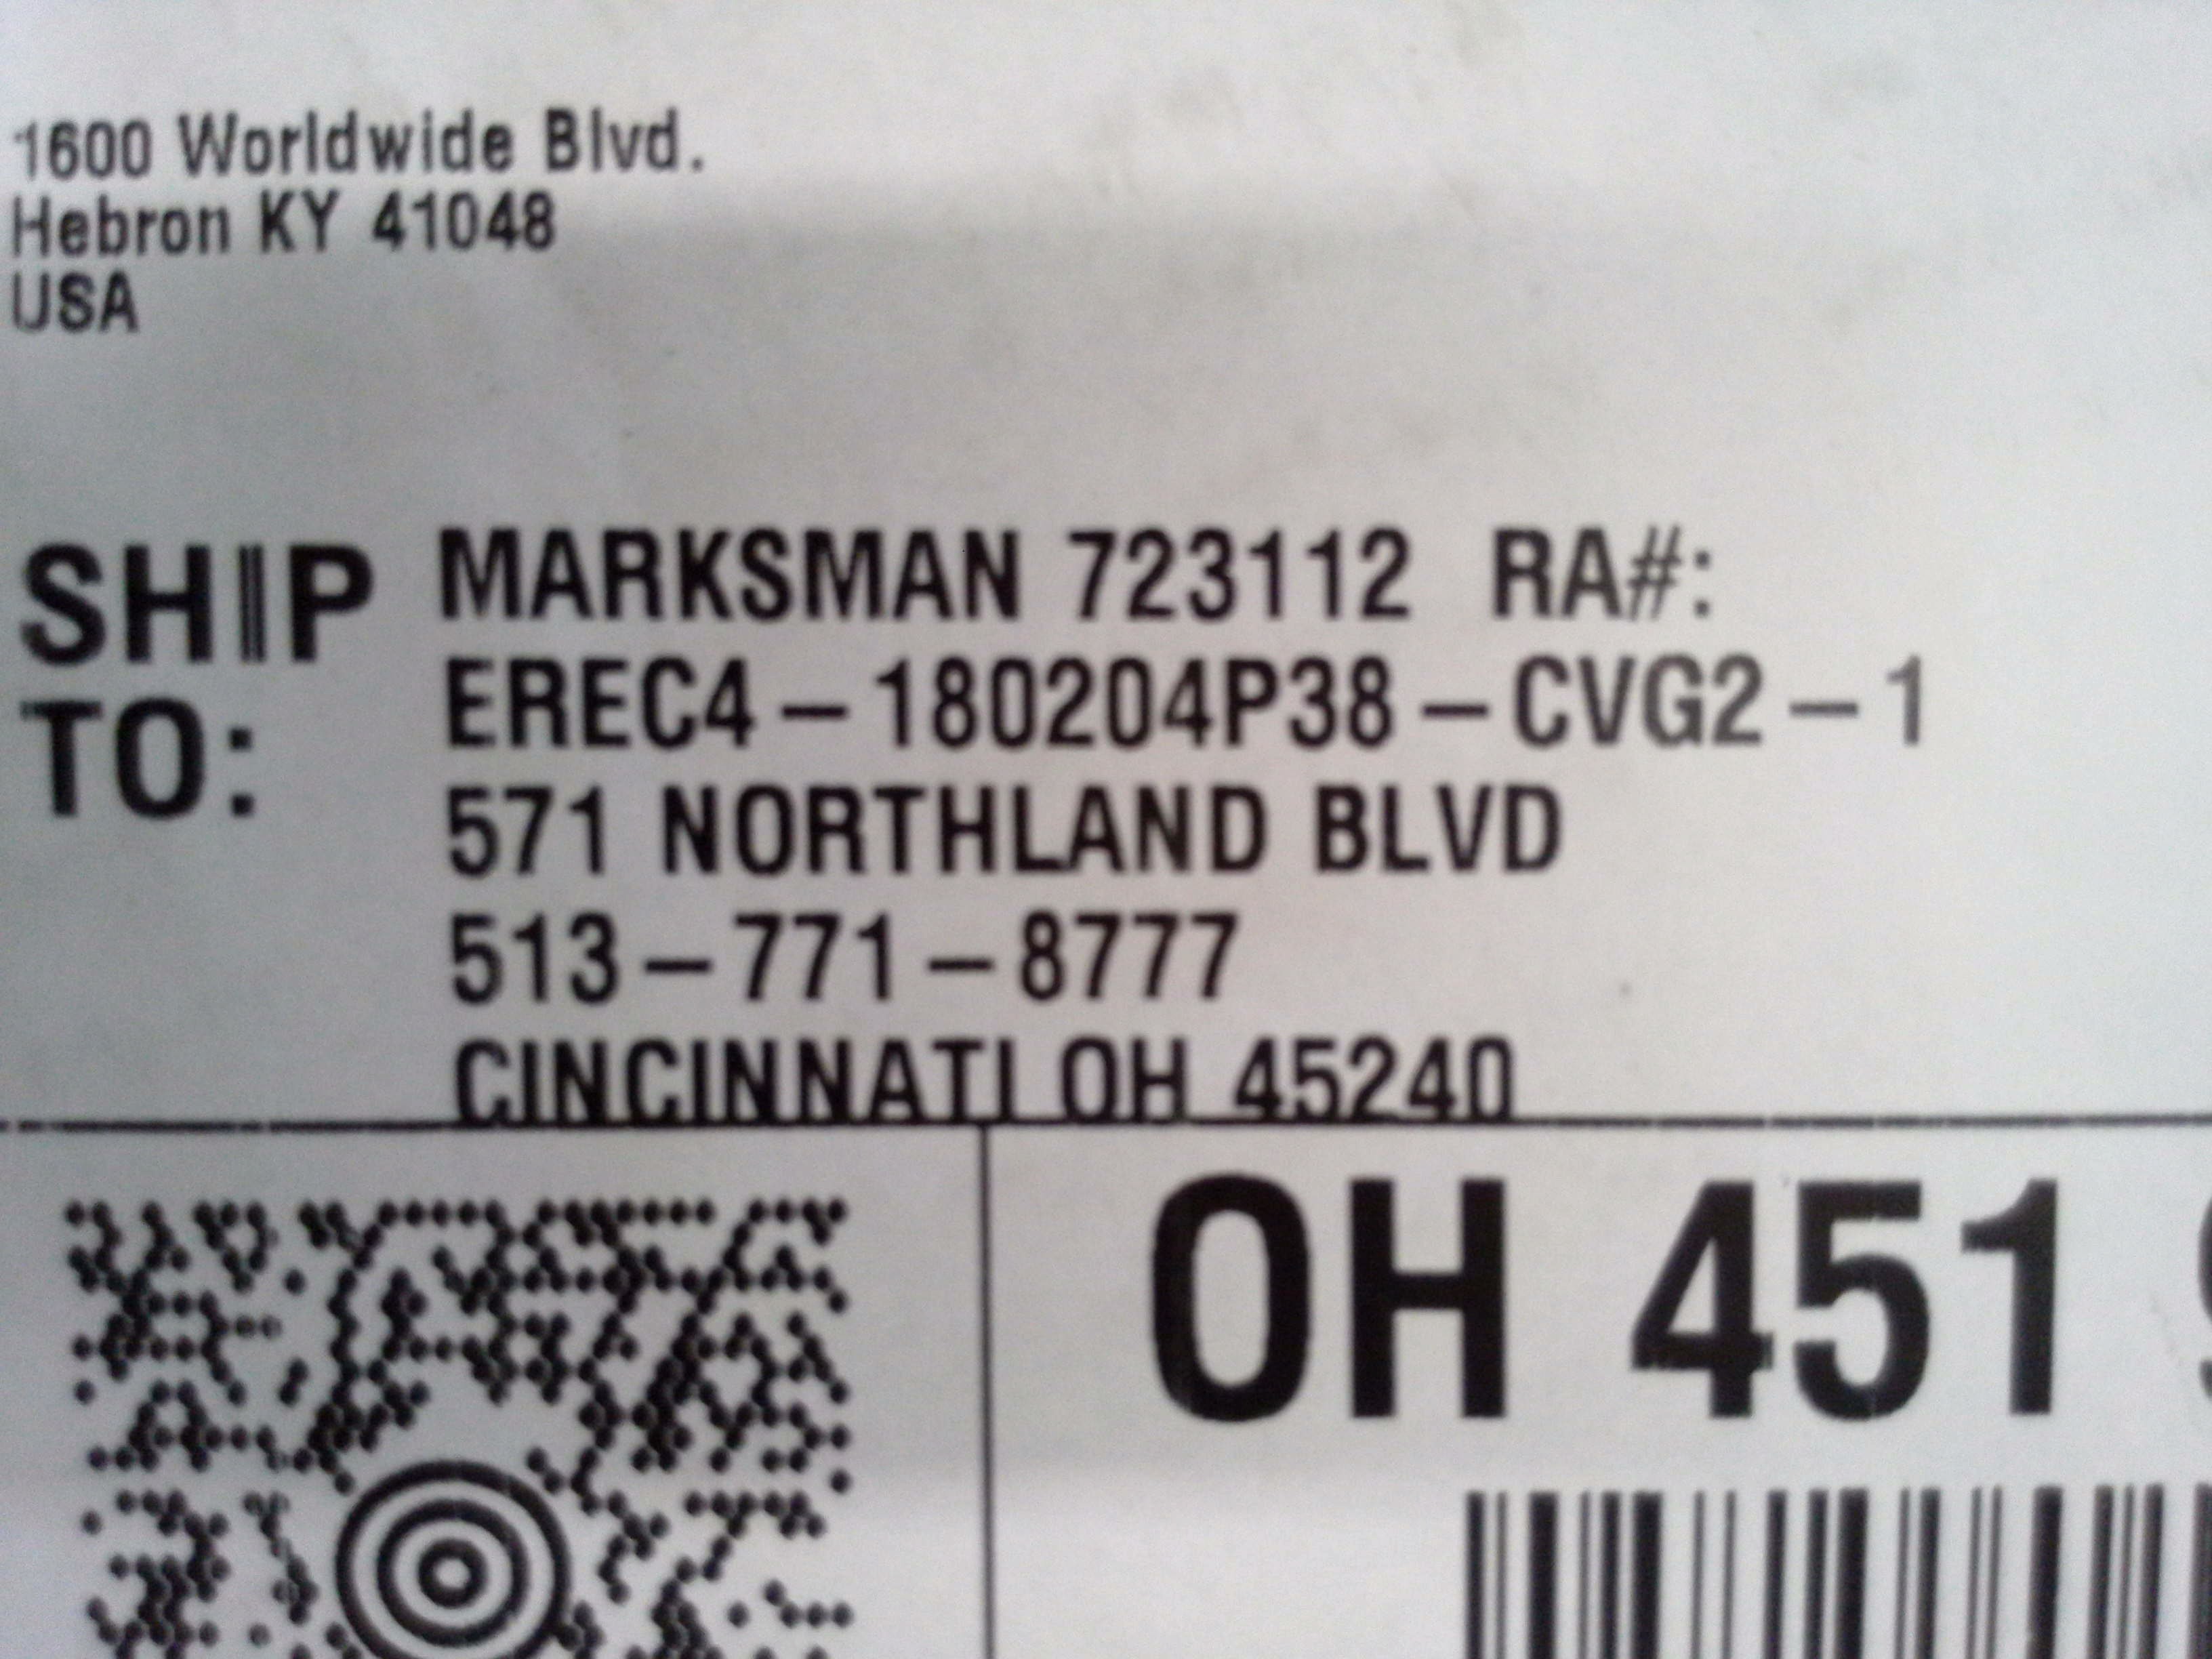 1600 Worldwide Blvd.
Hebron KY 41048
USA
SHIP TO:
MARKSMAN 723112 RA#:
EREC4-180204P38-CVG2-1
571 NORTHLAND BLVD
513-771-8777
CINCINNATI OH 45240
OH 451